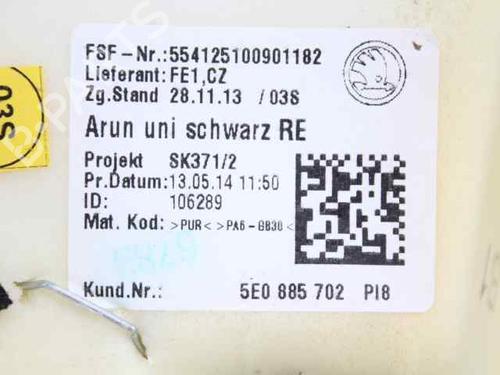 FSF-Nr.:554125100901182
Lieferant:FE1,CZ
Zg.Stand 28.11.13 /03S
Arun uni schwarz RE
Projekt SK371/2
Pr.Datum:13.05.14 11:50
ID: 106289
Mat. Kod: >PUR< >PA6-GB30<
Kund.Nr.: 5E0 885 702 PI8
03S